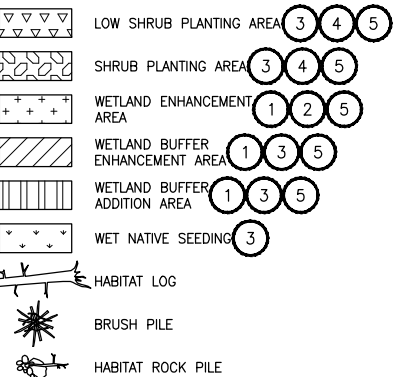 LOW SHRUB PLANTING AREA 3 4 5
SHRUB PLANTING AREA 3 4 5
WETLAND ENHANCEMENT 1 2 5
AREA
WETLAND BUFFER
ENHANCEMENT AREA 1 3 5
WETLAND BUFFER
ADDITION AREA 1 3 5
WET NATIVE SEEDING 3
HABITAT LOG
BRUSH PILE
HABITAT ROCK PILE